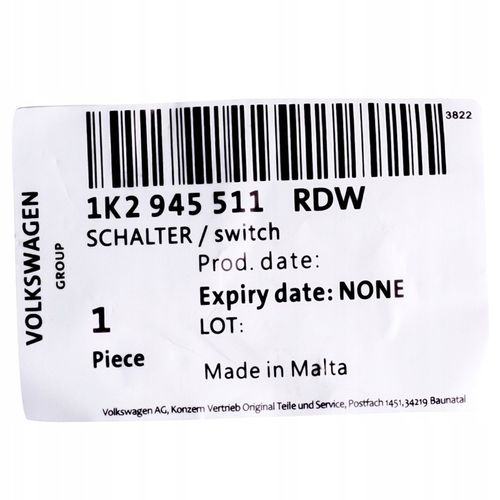 3822
1K2 945 511 RDW
SCHALTER / switch
Prod. date:
Expiry date: NONE
LOT:
1
Piece
Made in Malta
Volkswagen AG, Konzern Vertrieb Original Teile und Service, Postfach 1451, 34219 Baunatal
VOLKSWAGEN
GROUP